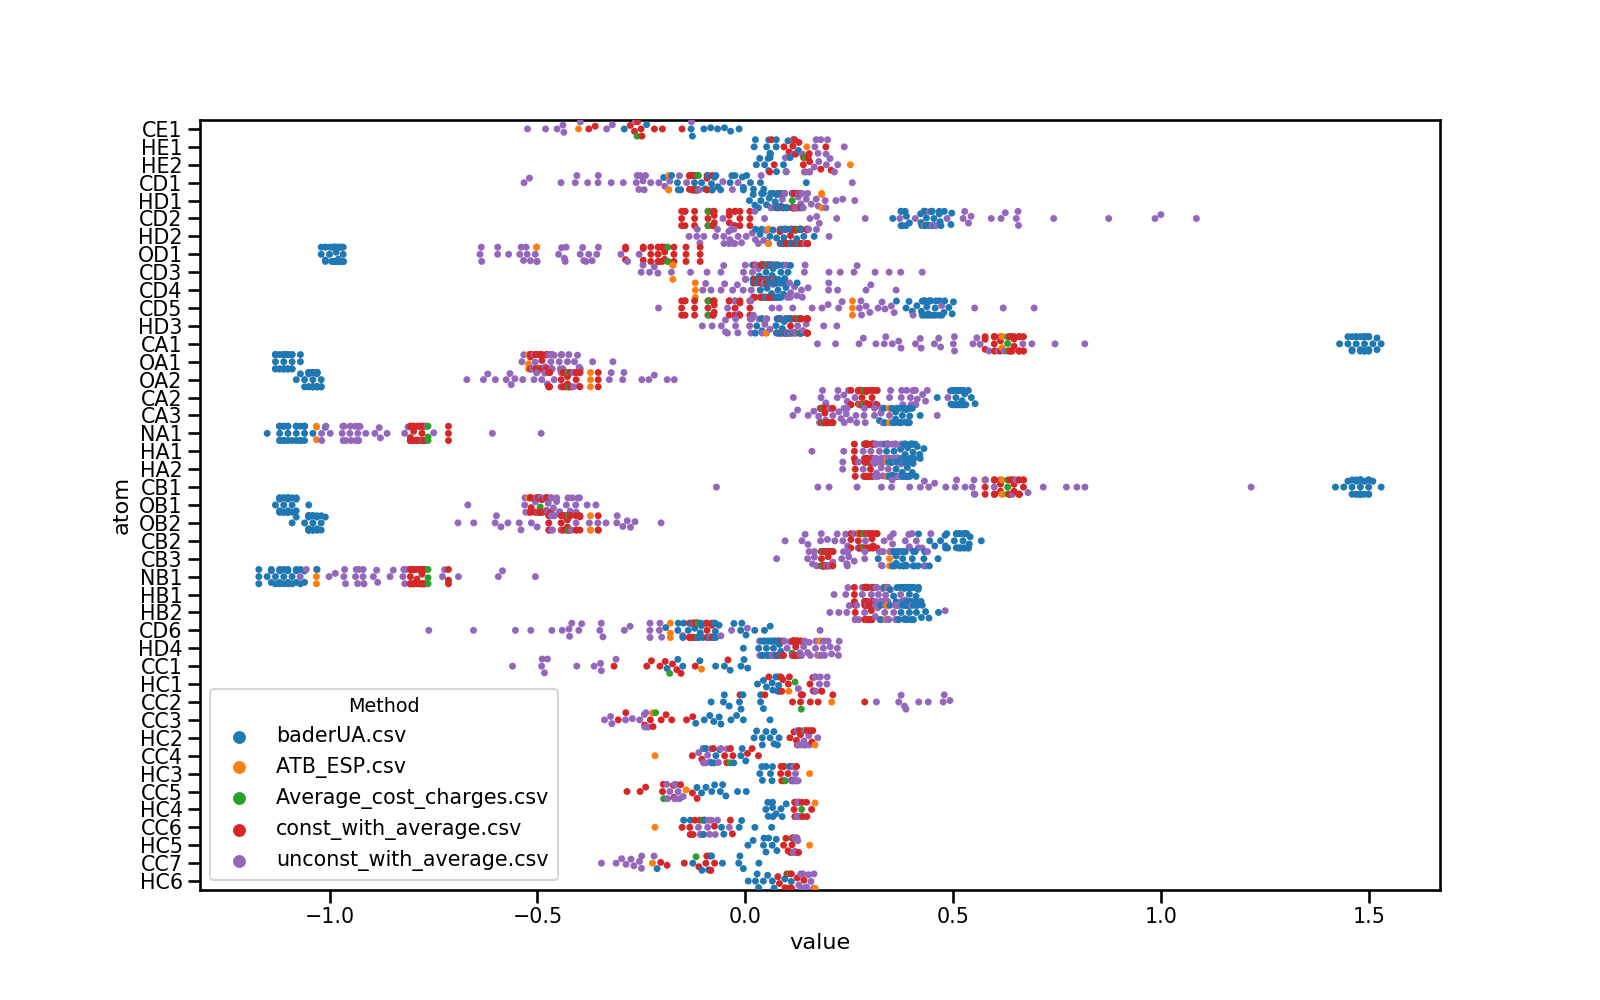 CE1
HE1
HE2
CD1
HD1
CD2
HD2
OD1
CD3
CD4
CD5
HD3
CA1
OA1
OA2
CA2
CA3
NA1
HA1
HA2
CB1
OB1
OB2
CB2
CB3
NB1
HB1
HB2
CD6
HD4
CC1
HC1
CC2
CC3
HC2
CC4
HC3
CC5
HC4
CC6
HC5
CC7
HC6
atom
Method
baderUA.csv
ATB_ESP.csv
Average_cost_charges.csv
const_with_average.csv
unconst_with_average.csv
−1.0 −0.5 0.0 0.5 1.0 1.5
value